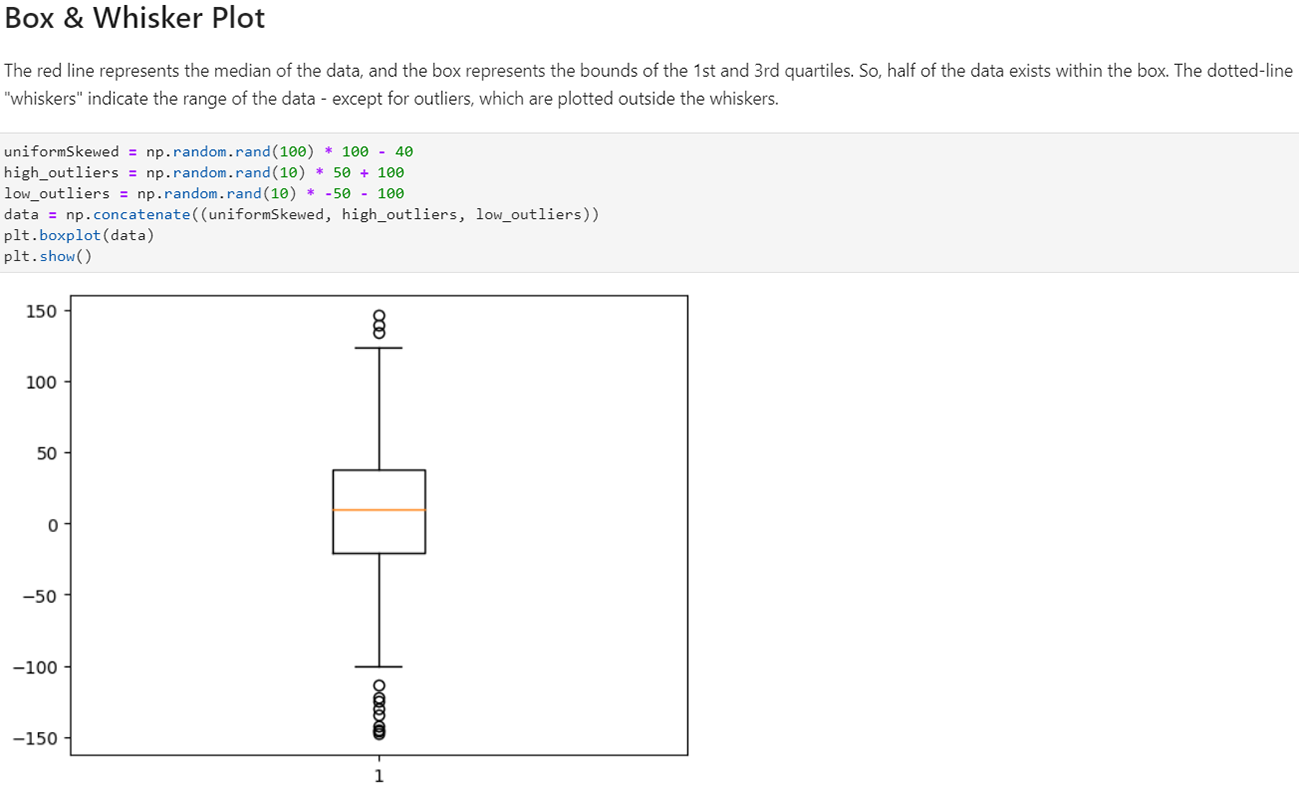 Box & Whisker Plot
The red line represents the median of the data, and the box represents the bounds of the 1st and 3rd quartiles. So, half of the data exists within the box. The dotted-line
"whiskers" indicate the range of the data - except for outliers, which are plotted outside the whiskers.
uniformSkewed = np.random.rand(100) * 100 - 40
high_outliers = np.random.rand(10) * 50 + 100
low_outliers = np.random.rand(10) * -50 - 100
data = np.concatenate((uniformSkewed, high_outliers, low_outliers))
plt.boxplot(data)
plt.show()
150
100
50
0
−50
−100
−150
1